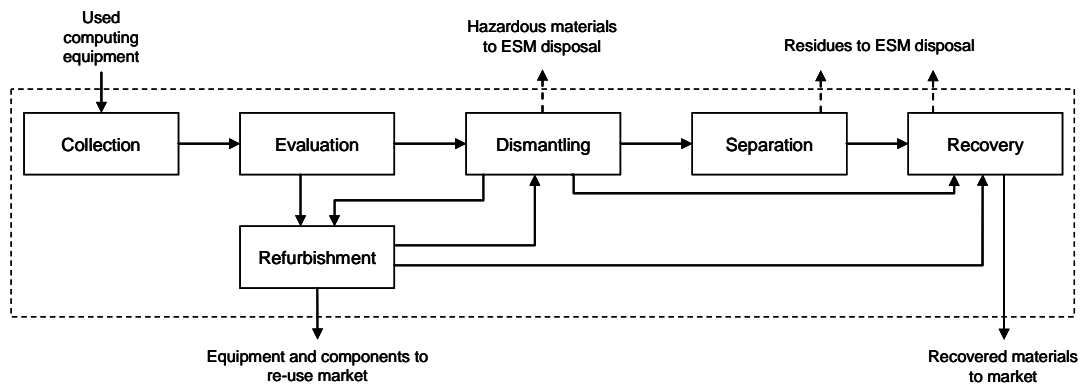 Used
computing
equipment
Hazardous materials
to ESM disposal
Residues to ESM disposal
Collection
Evaluation
Dismantling
Separation
Recovery
Refurbishment
Equipment and components to
re-use market
Recovered materials
to market